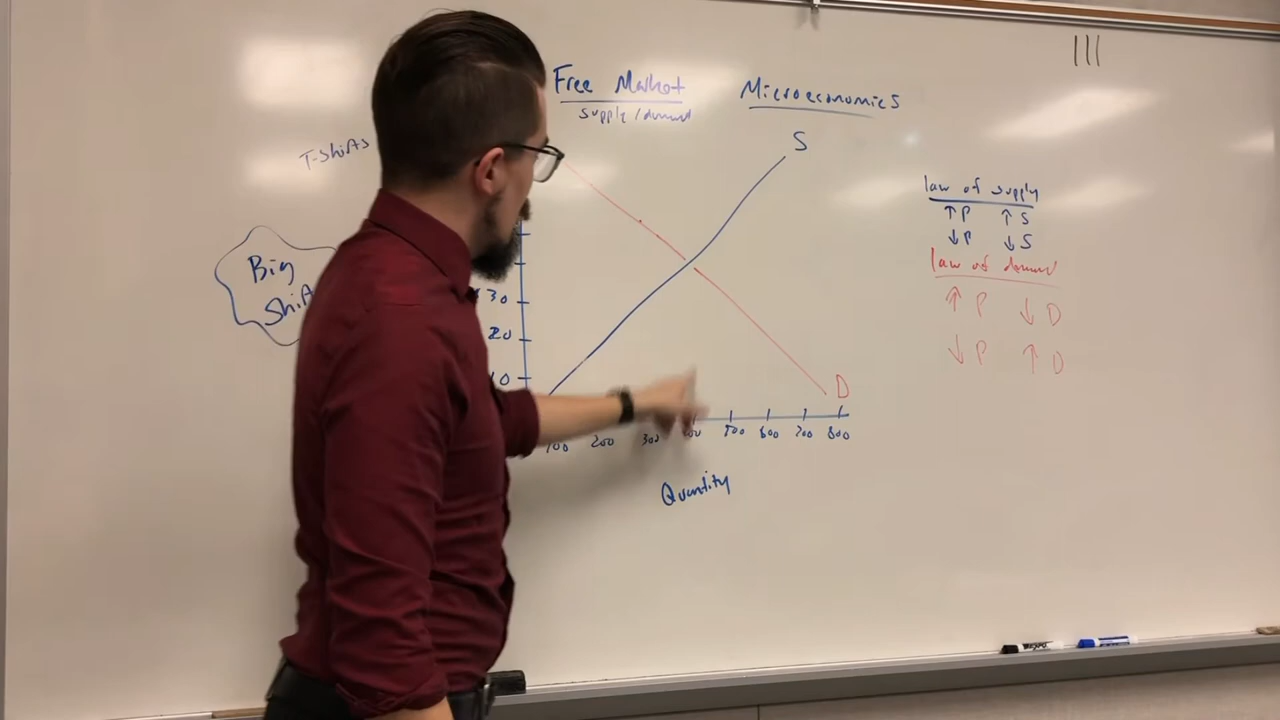 Free Market
supply/demand
Microeconomics
T-Shirts
S
law of supply
↑P ↑S
↓P ↓S
law of demand
↑P ↓D
↓P ↑D
Big
30
20
10
D
100 200 300 400 500 600 700 800
Quantity